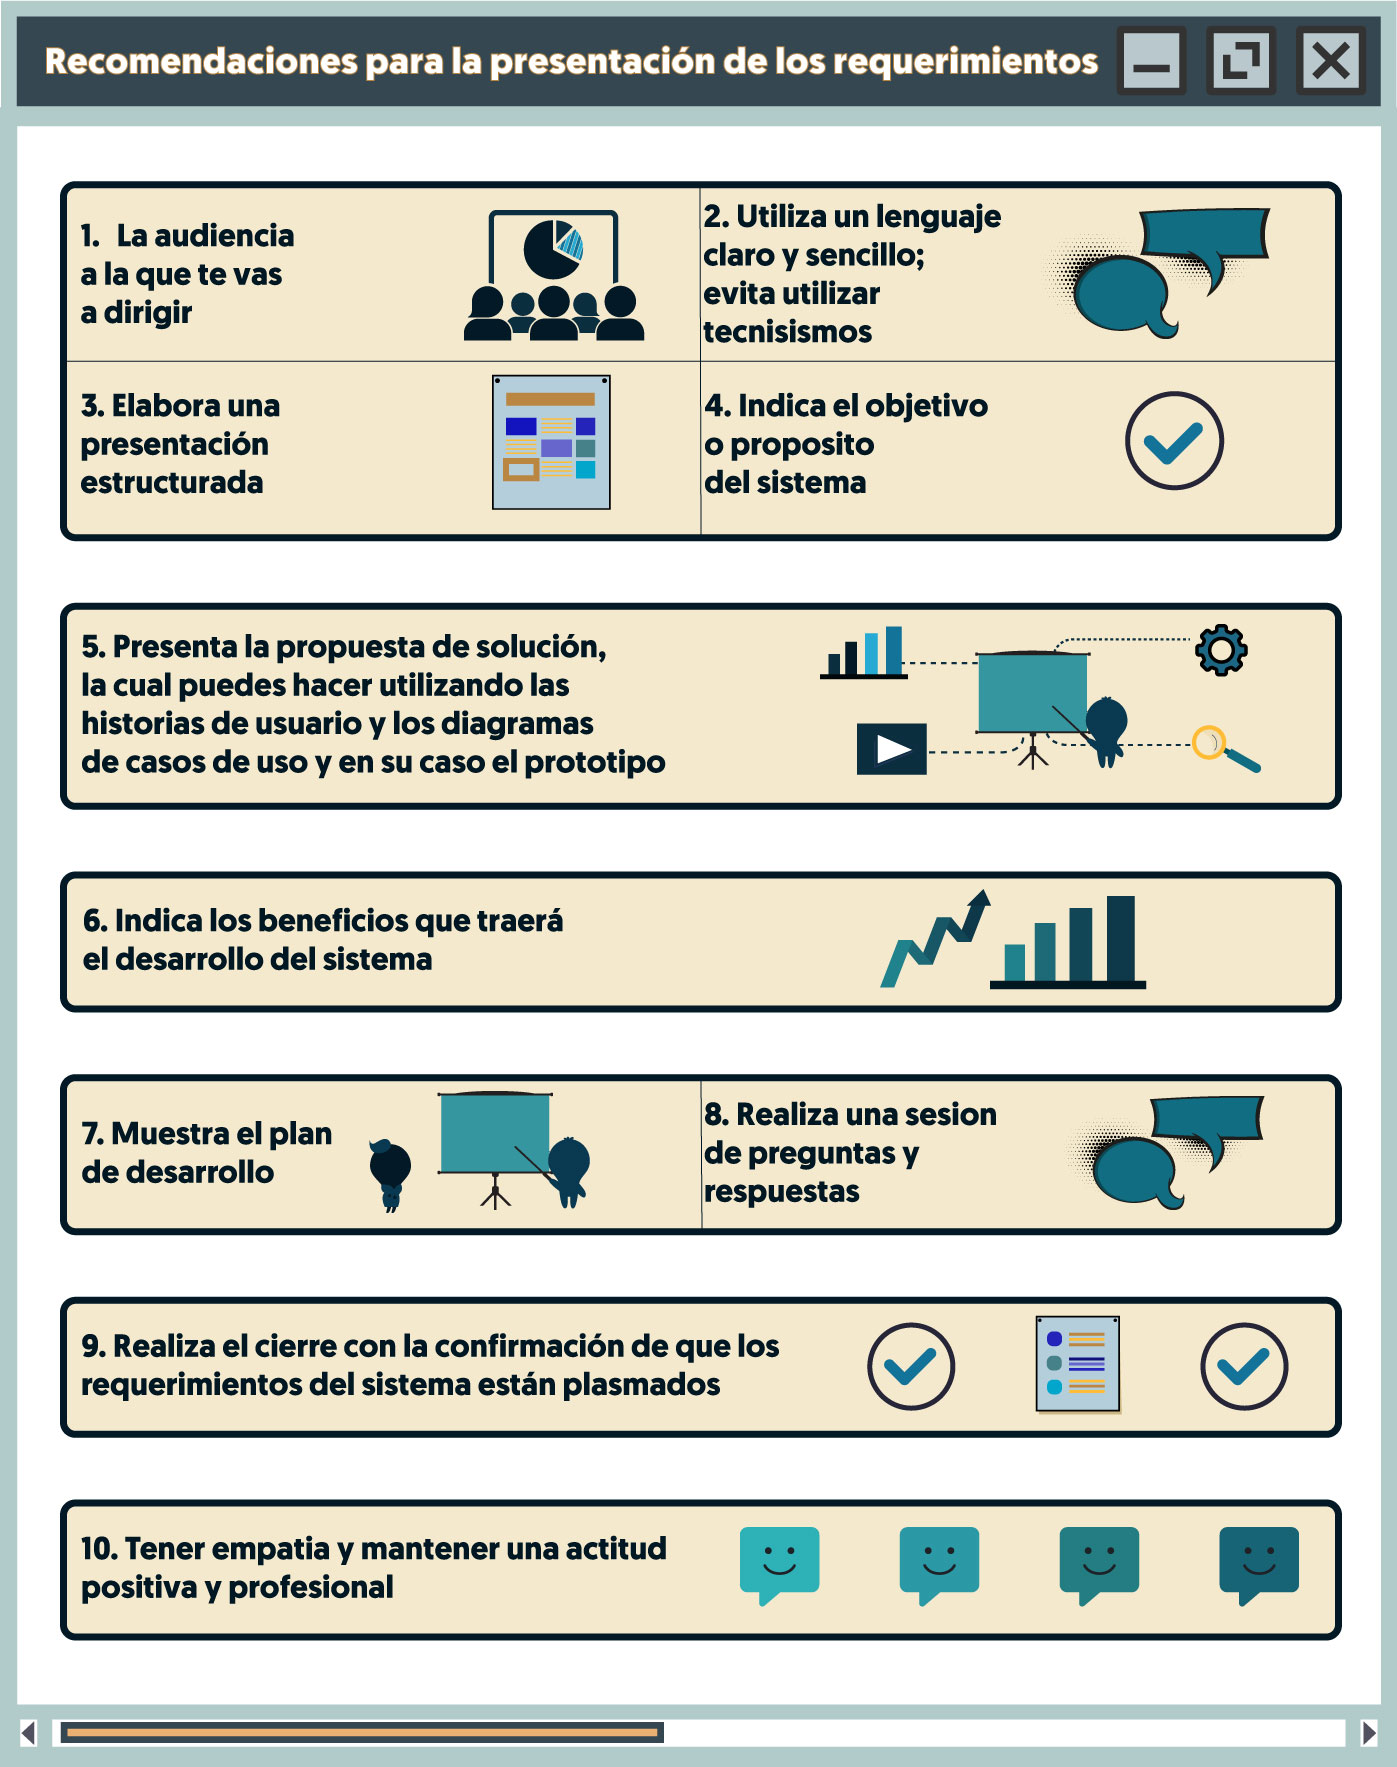 Recomendaciones para la presentación de los requerimientos
1. La audiencia
a la que te vas
a dirigir
2. Utiliza un lenguaje
claro y sencillo;
evita utilizar
tecnisismos
3. Elabora una
presentación
estructurada
4. Indica el objetivo
o proposito
del sistema
5. Presenta la propuesta de solución,
la cual puedes hacer utilizando las
historias de usuario y los diagramas
de casos de uso y en su caso el prototipo
6. Indica los beneficios que traerá
el desarrollo del sistema
7. Muestra el plan
de desarrollo
8. Realiza una sesion
de preguntas y
respuestas
9. Realiza el cierre con la confirmación de que los
requerimientos del sistema están plasmados
10. Tener empatia y mantener una actitud
positiva y profesional